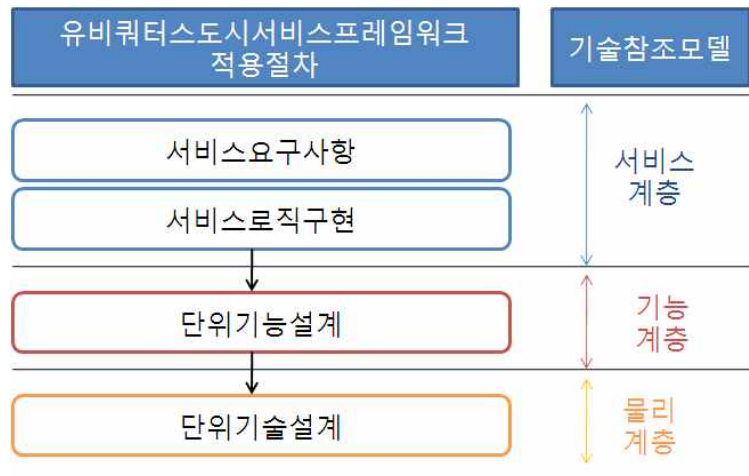 유비쿼터스도시서비스프레임워크
적용절차
기술참조모델
서비스요구사항
서비스로직구현
서비스
계층
단위기능설계
기능
계층
단위기술설계
물리
계층